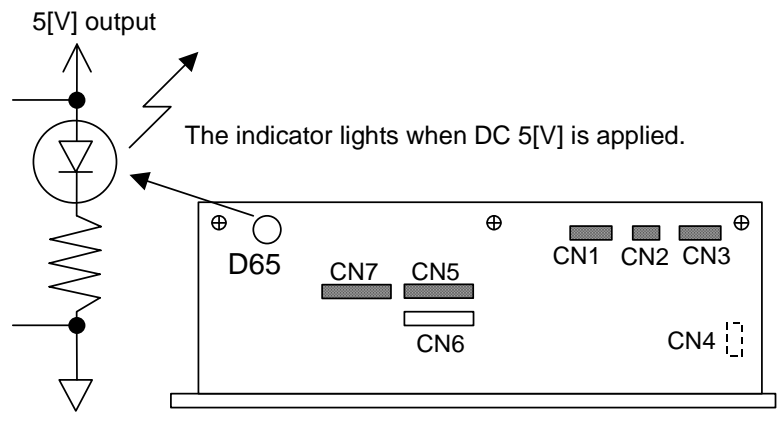 5[V] output
The indicator lights when DC 5[V] is applied.
D65
CN7
CN5
CN6
CN1
CN2
CN3
CN4